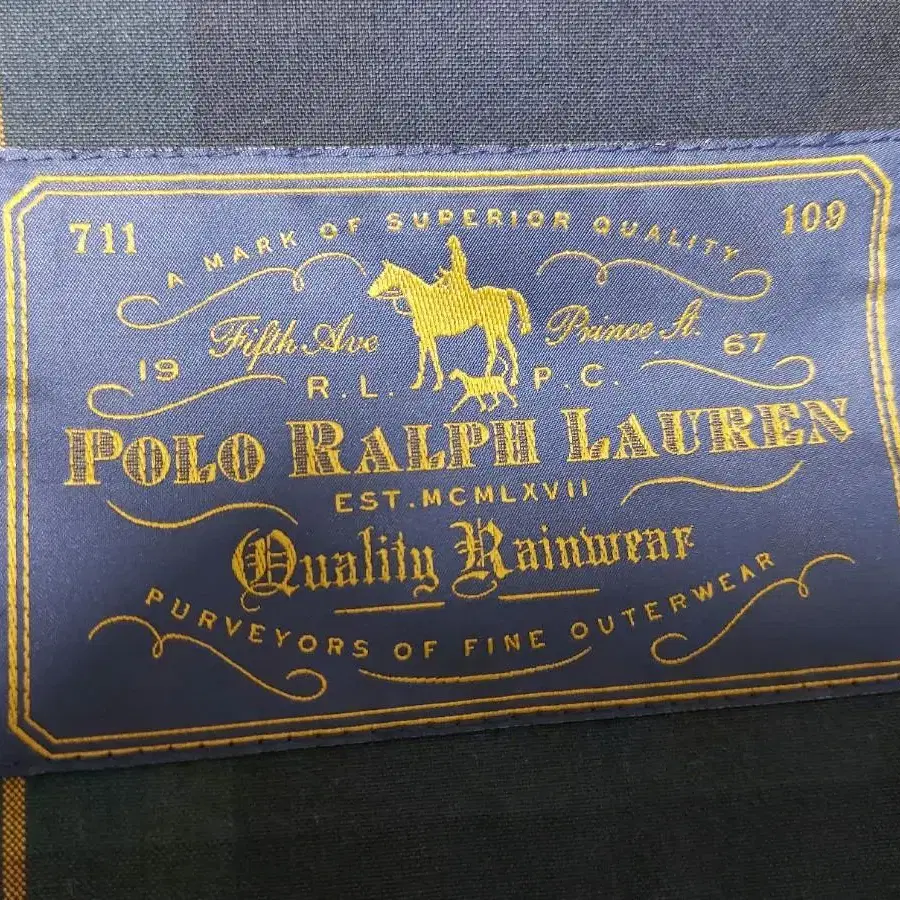 711 109
A MARK OF SUPERIOR QUALITY
Fifth Ave Prince St.
19 67
R.L. P.C.
POLO RALPH LAUREN
EST. MCMLXVII
Quality Rainwear
PURVEYORS OF FINE OUTERWEAR